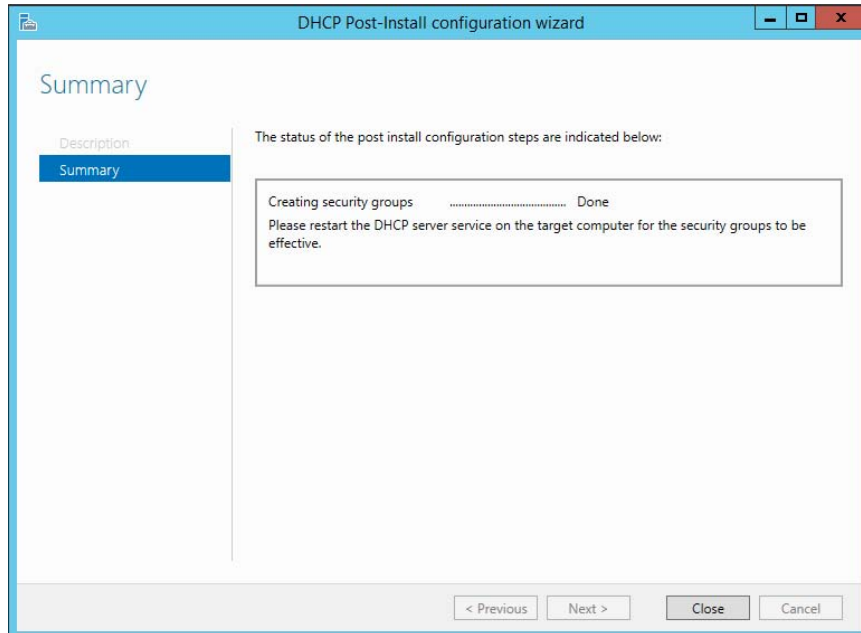 DHCP Post-Install configuration wizard
Summary
Description
Summary
The status of the post install configuration steps are indicated below:
Creating security groups ........................................ Done
Please restart the DHCP server service on the target computer for the security groups to be
effective.
< Previous
Next >
Close
Cancel